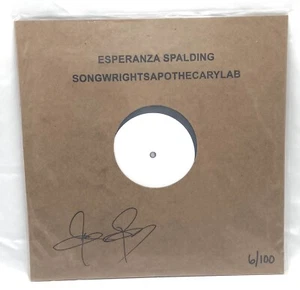 ESPERANZA SPALDING
SONGWRIGHTSAPOTHECARYLAB
6/100